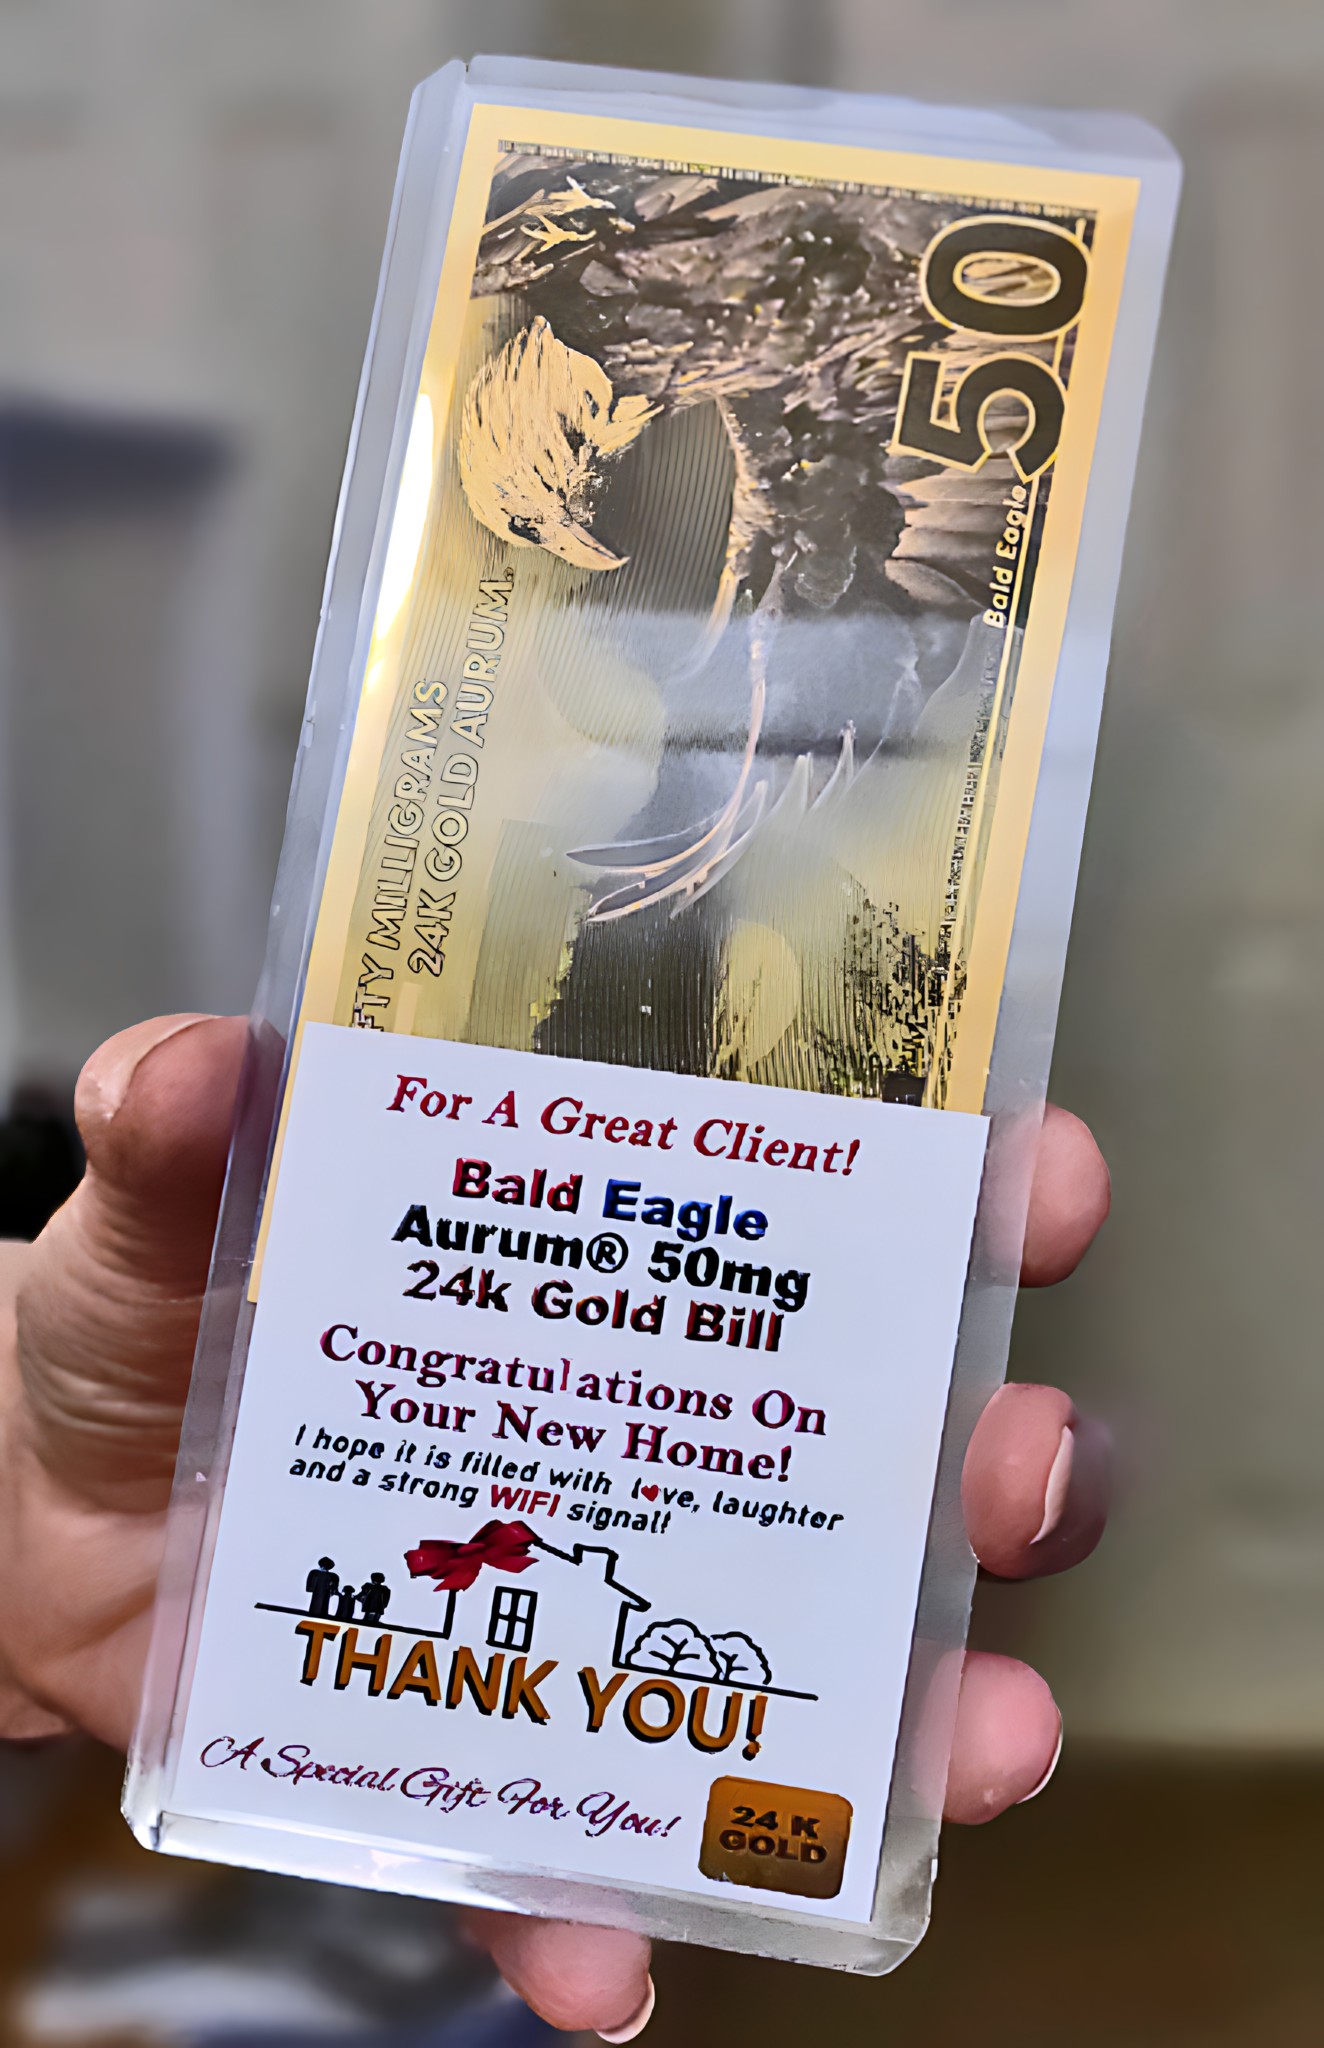 50
Bald Eagle
MILLIGRAMS
24K GOLD AURUM®
For A Great Client!
Bald Eagle
Aurum® 50mg
24k Gold Bill
Congratulations On
Your New Home!
I hope it is filled with love, laughter
and a strong WIFI signal!
THANK YOU!
A Special Gift For You!
24 K
GOLD